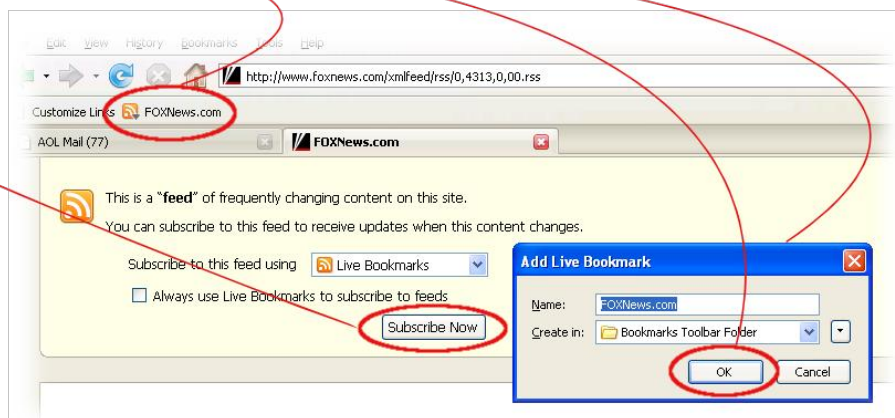 Edit View History Bookmarks Tools Help
http://www.foxnews.com/xmlfeed/rss/0,4313,0,00.rss
Customize Links FOXNews.com
AOL Mail (77) FOXNews.com
This is a "feed" of frequently changing content on this site.
You can subscribe to this feed to receive updates when this content changes.
Subscribe to this feed using Live Bookmarks
Always use Live Bookmarks to subscribe to feeds
Subscribe Now
Add Live Bookmark
Name: FOXNews.com
Create in: Bookmarks Toolbar Folder
OK Cancel